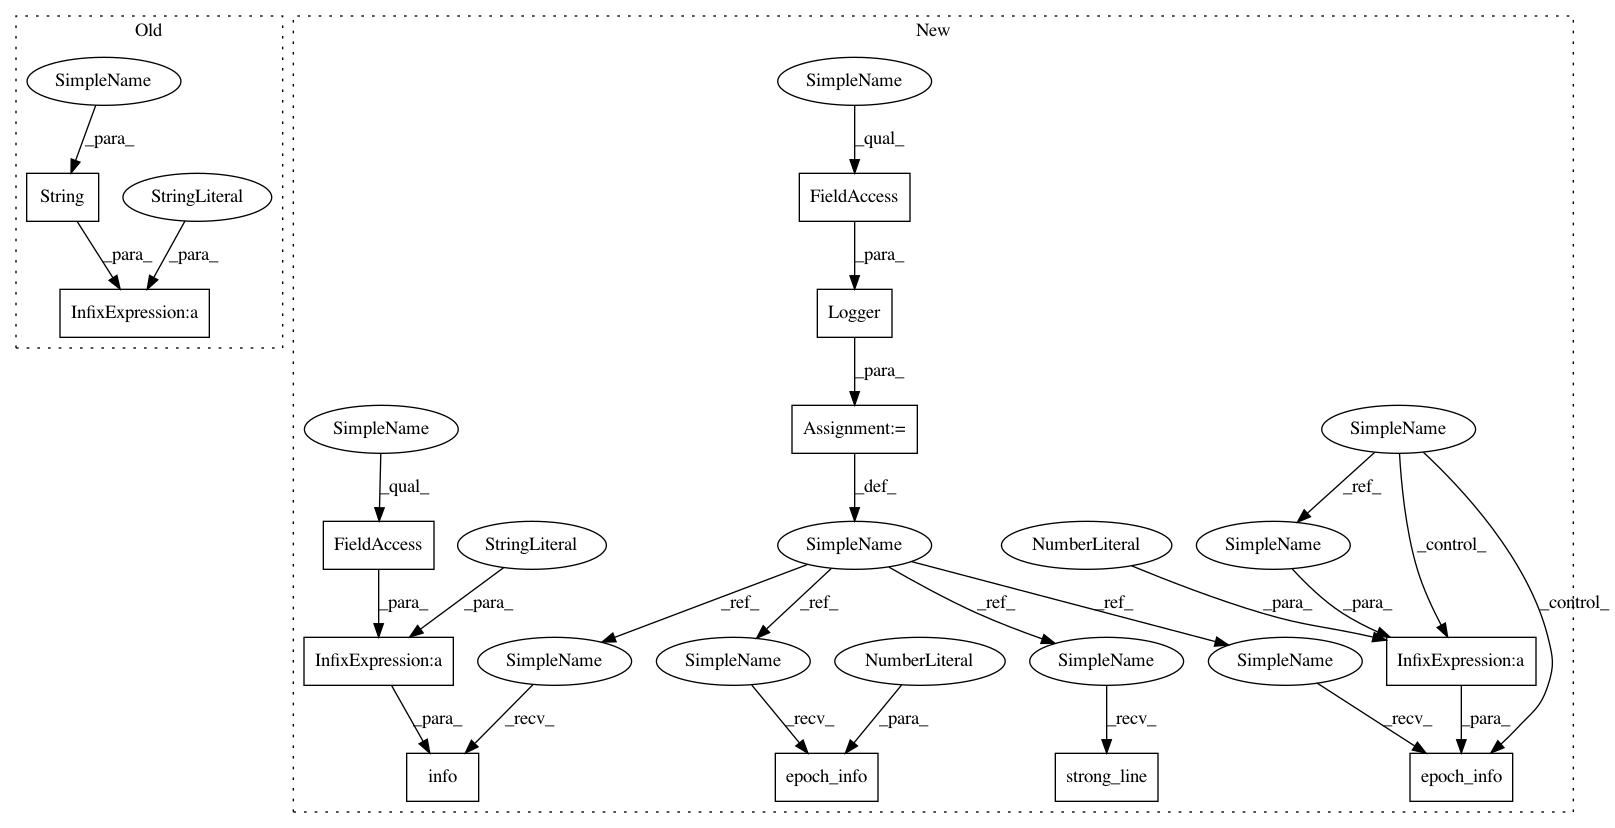 Old
New
SimpleName
SimpleName
_para_
_qual_
String
StringLiteral
FieldAccess
_para_
_para_
_para_
InfixExpression:a
Logger
_para_
SimpleName
Assignment:=
SimpleName
_qual_
_def_
_ref_
FieldAccess
StringLiteral
SimpleName
NumberLiteral
SimpleName
_control_
_para_
_para_
_ref_
_ref_
_ref_
_ref_
_para_
_para_
_control_
InfixExpression:a
SimpleName
SimpleName
NumberLiteral
SimpleName
SimpleName
InfixExpression:a
_para_
_recv_
_recv_
_para_
_recv_
_recv_
_para_
info
epoch_info
strong_line
epoch_info